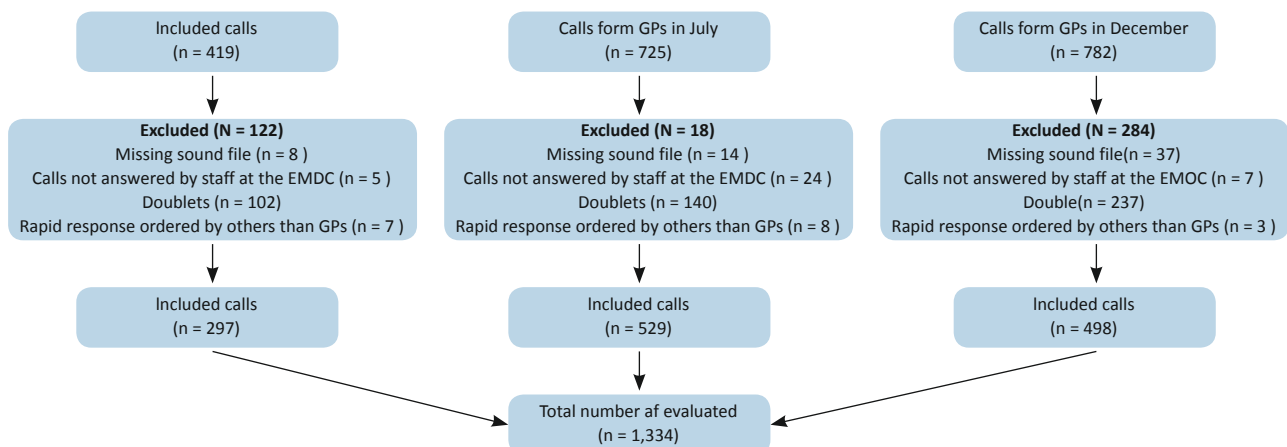 Included calls
(n = 419)
Calls form GPs in July
(n = 725)
Calls form GPs in December
(n = 782)
Excluded (N = 122)
Missing sound file (n = 8 )
Calls not answered by staff at the EMDC (n = 5 )
Doublets (n = 102)
Rapid response ordered by others than GPs (n = 7 )
Excluded (N = 18)
Missing sound file (n = 14 )
Calls not answered by staff at the EMDC (n = 24 )
Doublets (n = 140)
Rapid response ordered by others than GPs (n = 8 )
Excluded (N = 284)
Missing sound file(n = 37)
Calls not answered by staff at the EMOC (n = 7 )
Double(n = 237)
Rapid response ordered by others than GPs (n = 3 )
Included calls
(n = 297)
Included calls
(n = 529)
Included calls
(n = 498)
Total number af evaluated
(n = 1,334)